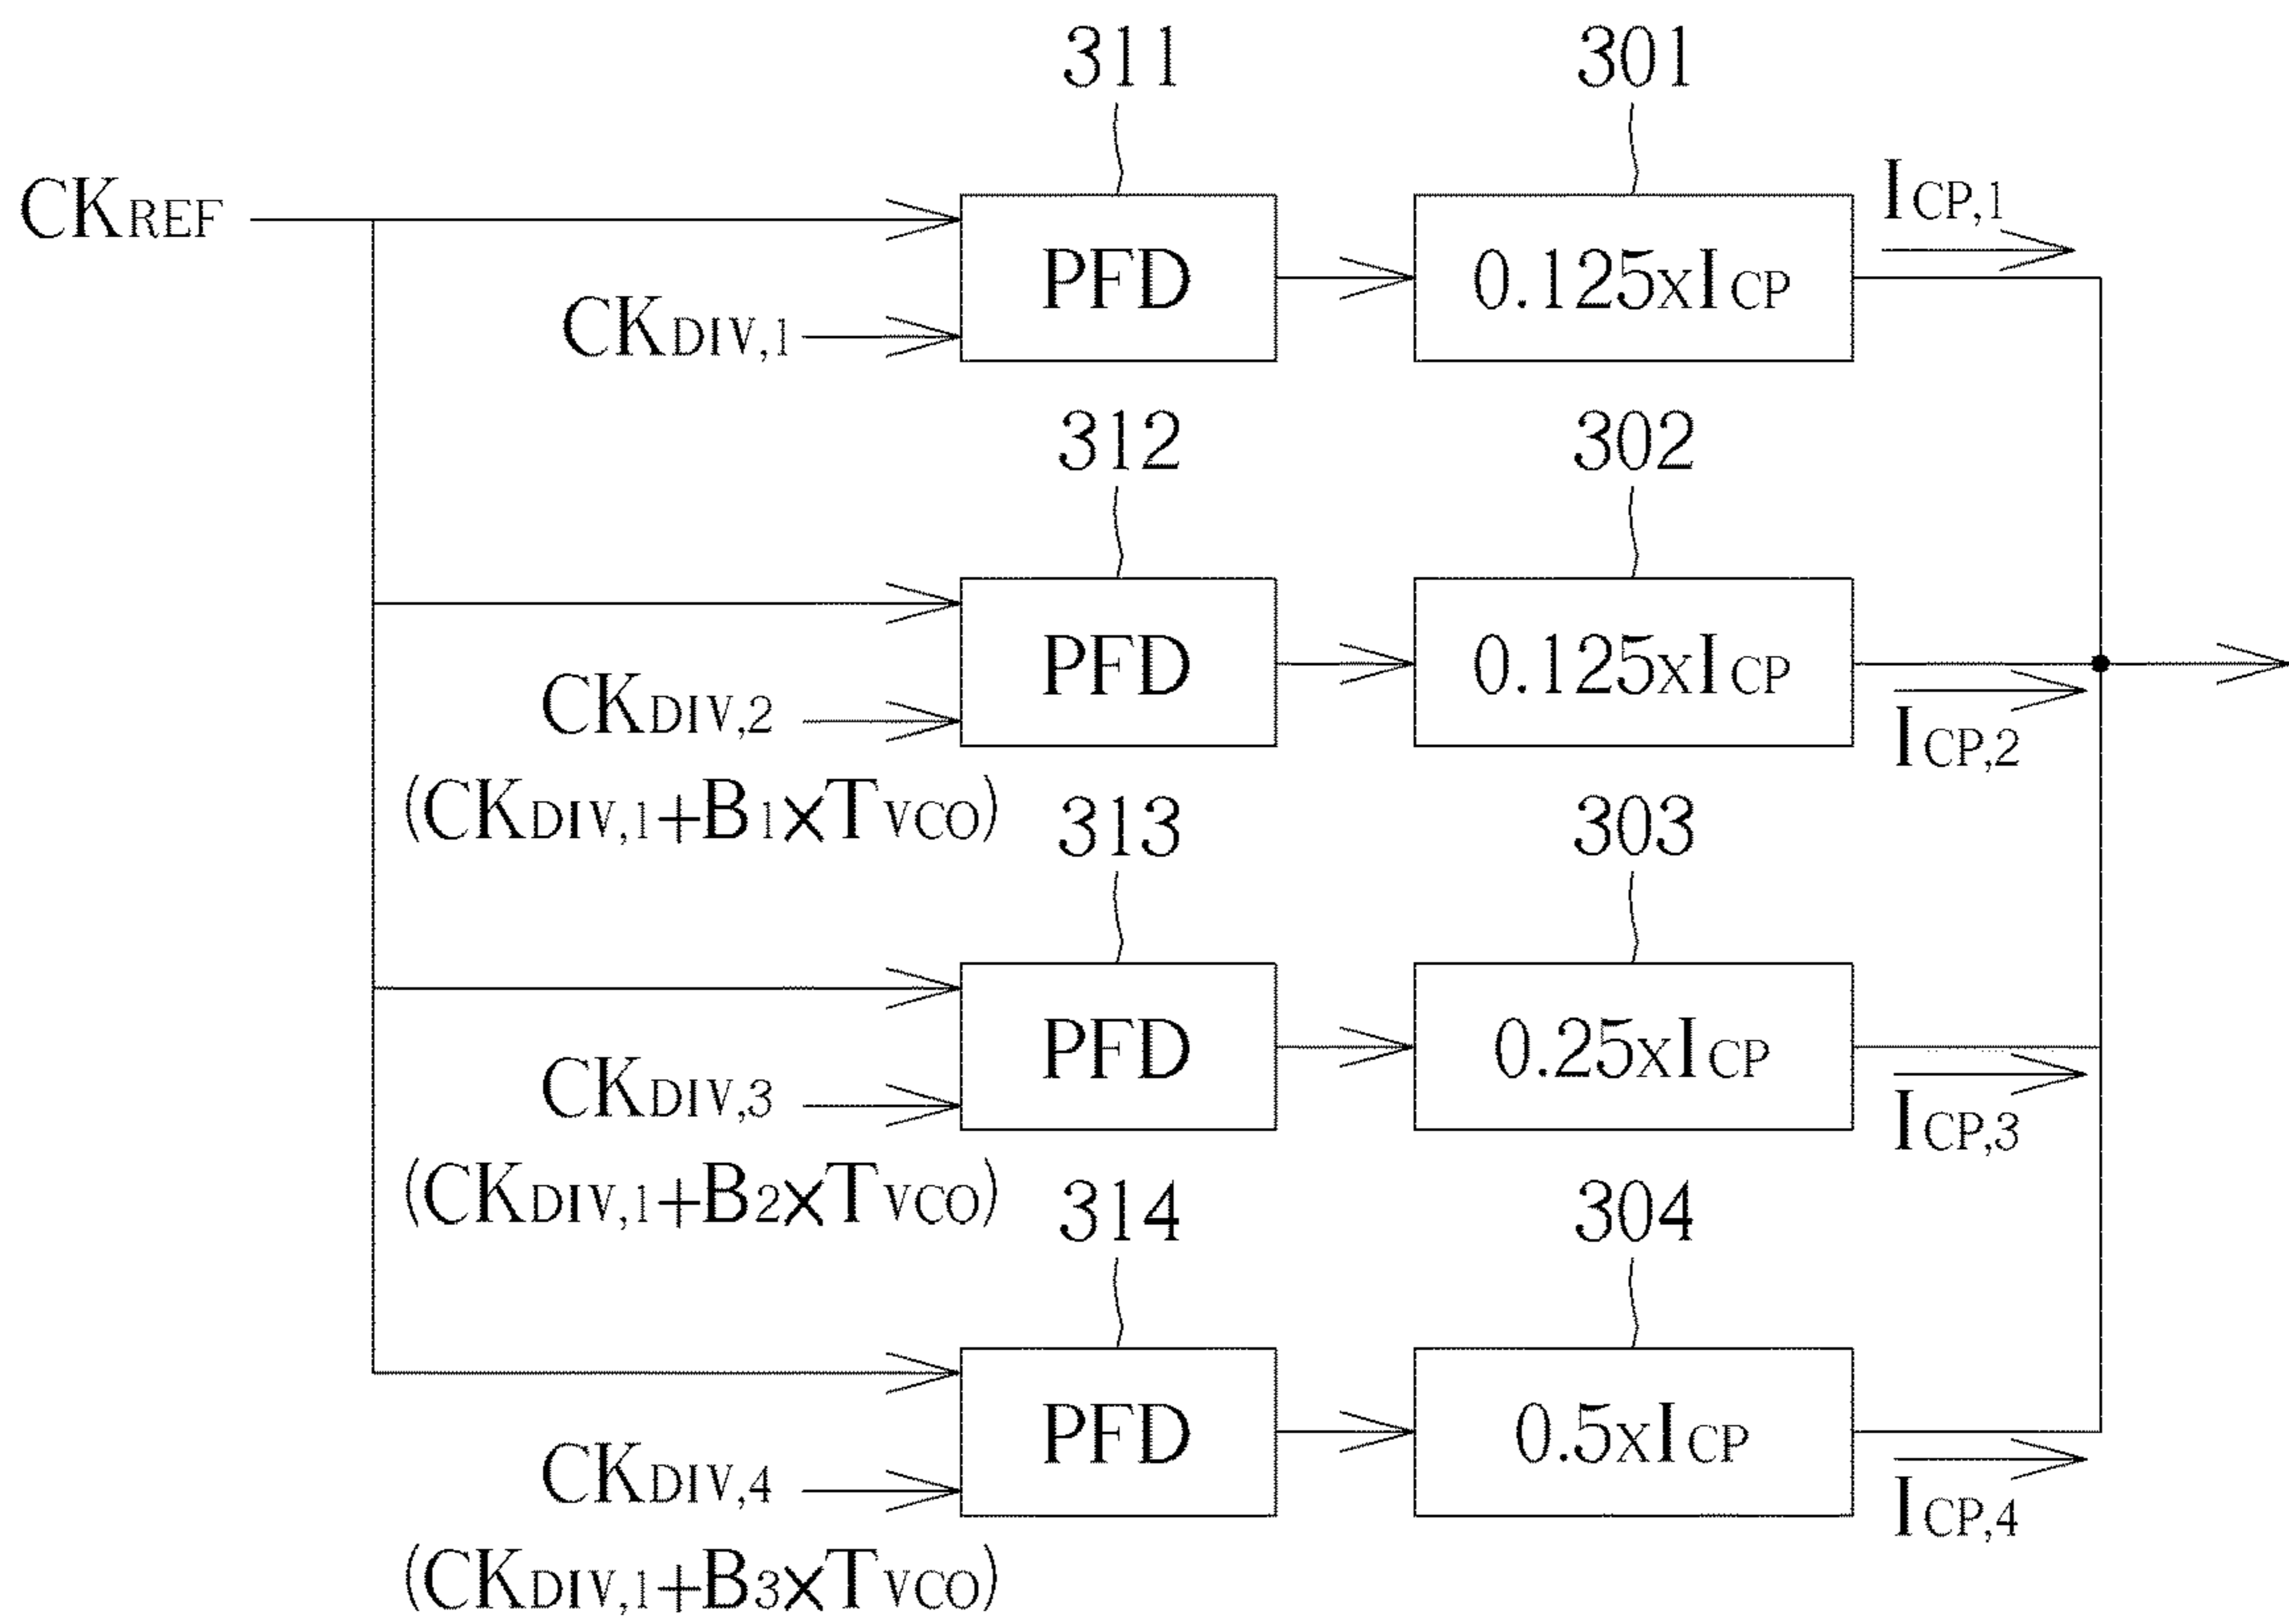 311 301
CKREF PFD 0.125xICP ICP,1
CKDIV,1
312 302
PFD 0.125xICP
CKDIV,2 ICP,2
(CKDIV,1+B1×TVCO)
313 303
PFD 0.25xICP
CKDIV,3 ICP,3
(CKDIV,1+B2×TVCO)
314 304
PFD 0.5xICP
CKDIV,4 ICP,4
(CKDIV,1+B3×TVCO)